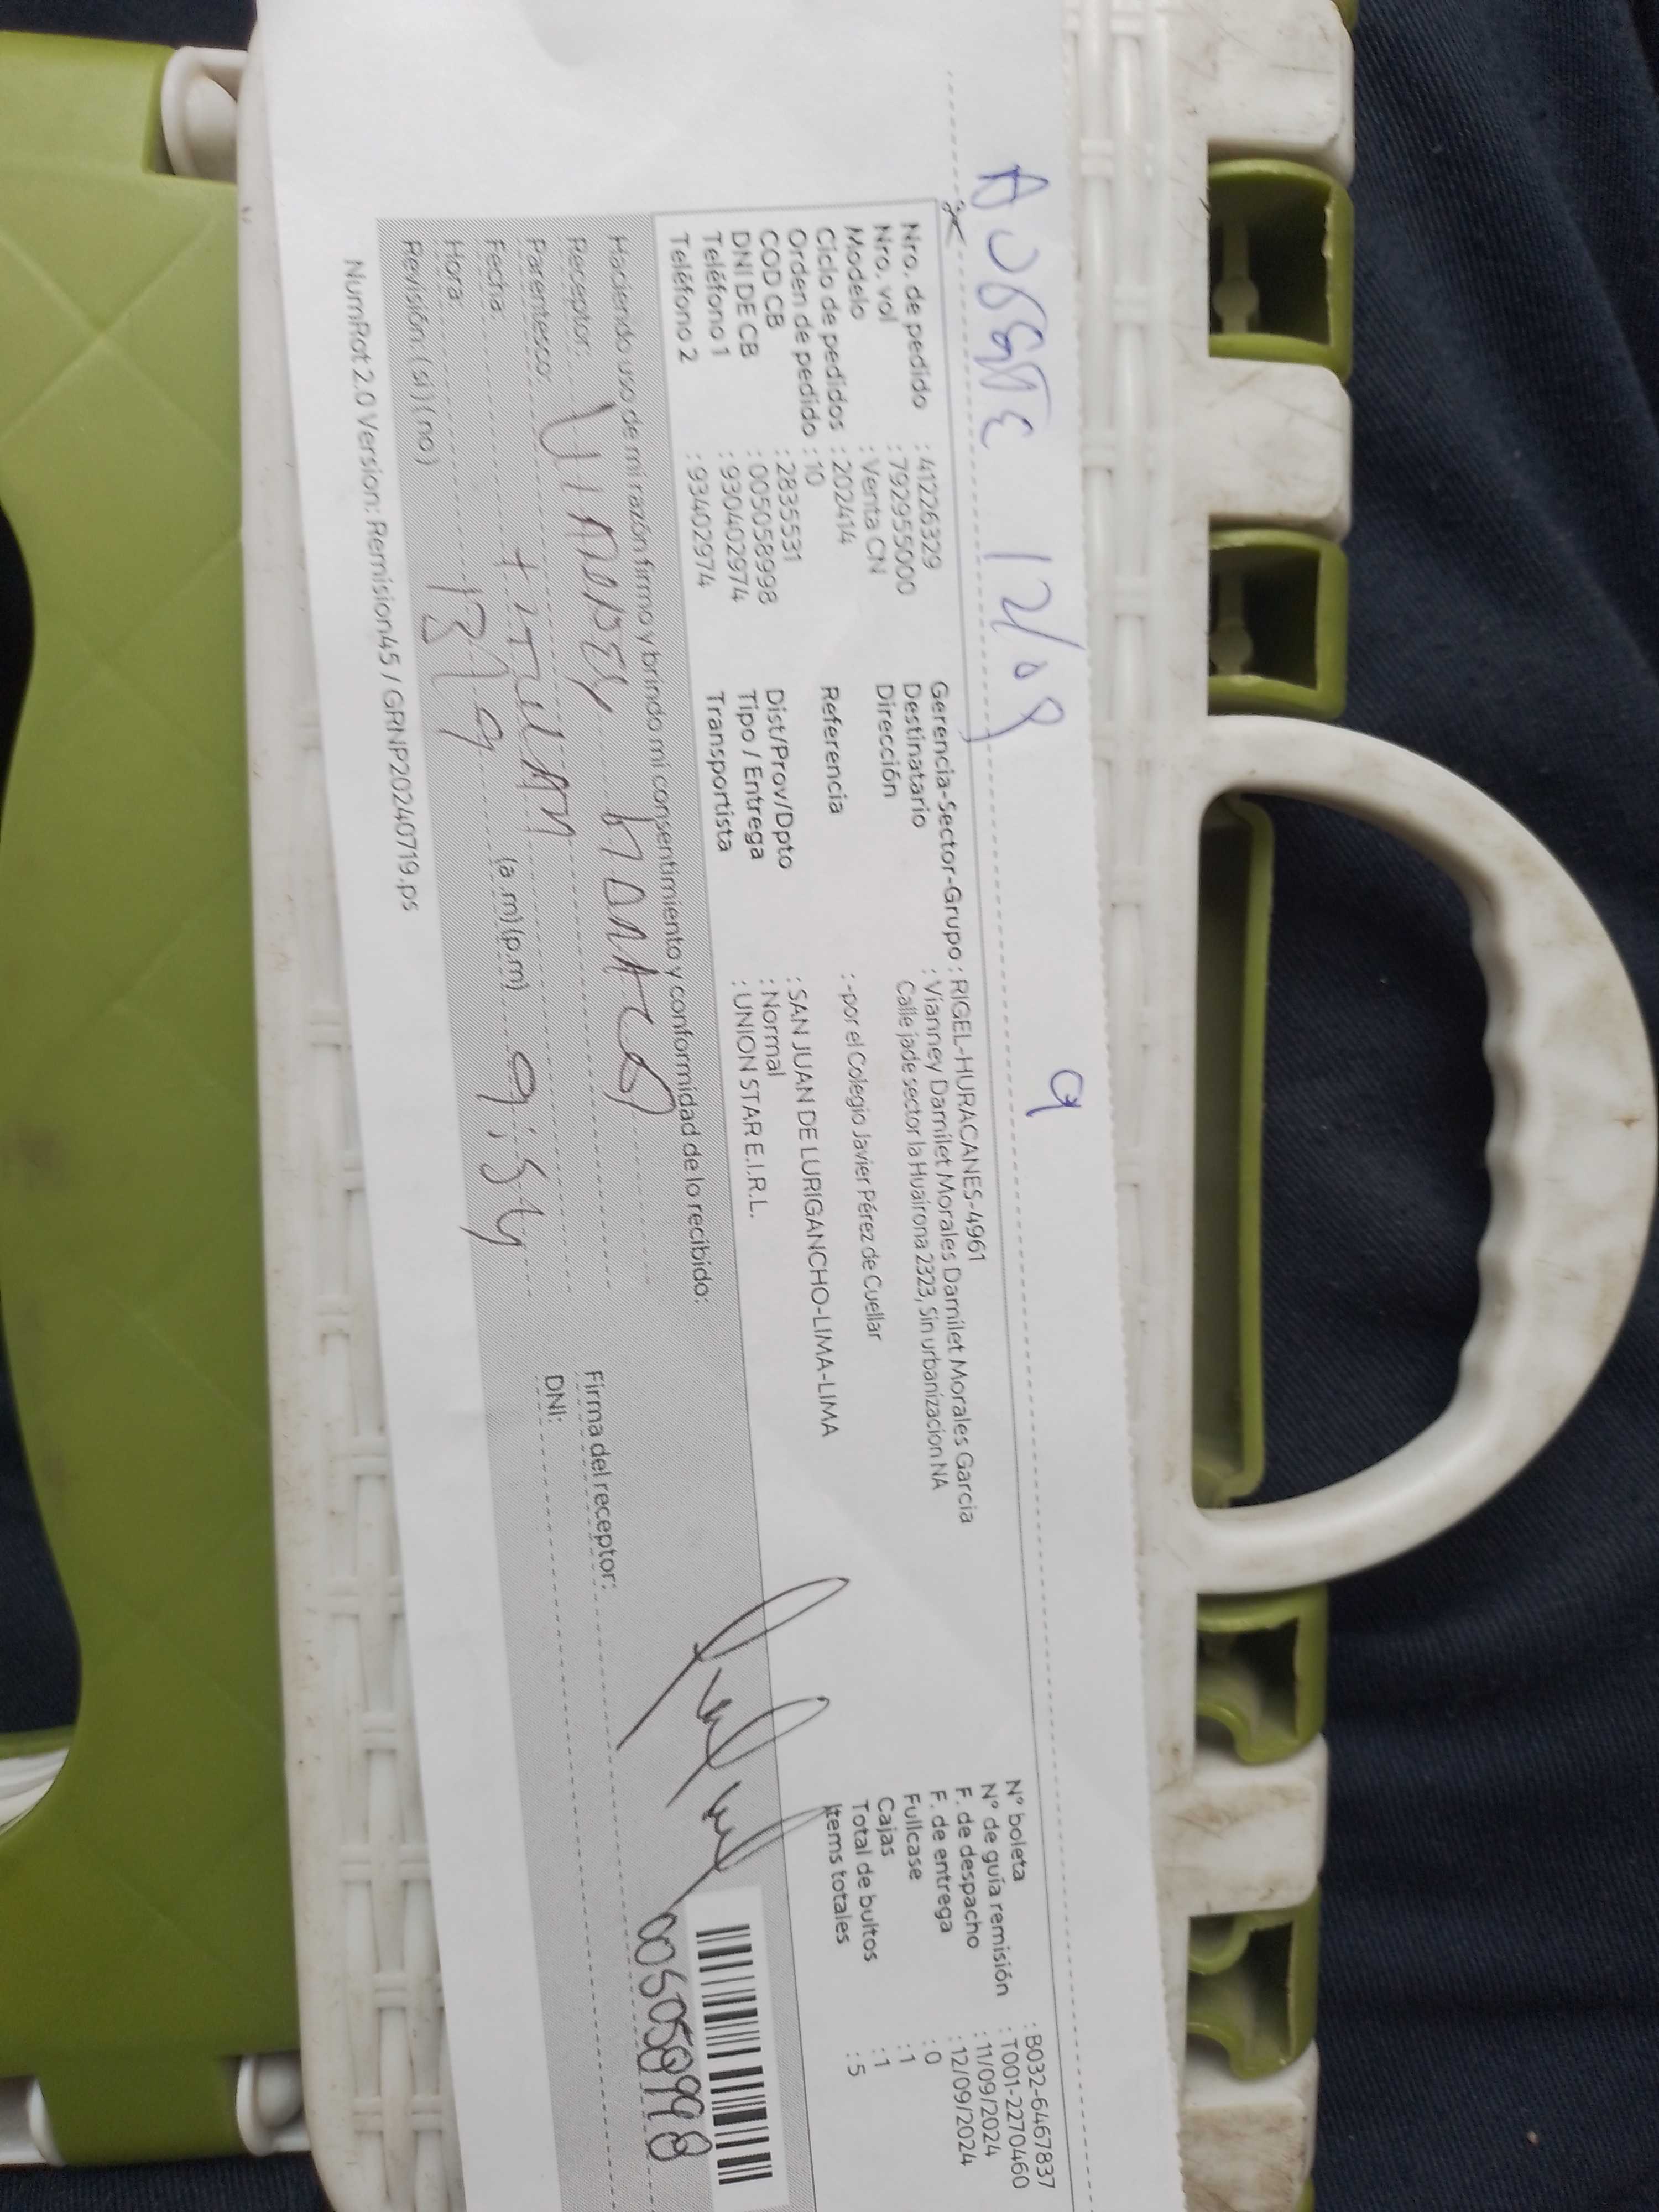 AUGGTE 12/09
9
Nro. de pedido : 41226329
Nro. vol : 792955000
Modelo : Venta CN
Ciclo de pedidos : 202414
Orden de pedido : 10
COD CB : 2835531
DNI DE CB : 005058998
Teléfono 1 : 930402974
Teléfono 2 : 93402974
Gerencia-Sector-Grupo : RIGEL-HURACANES-4961
Destinatario : Vianney Damilet Morales Damilet Morales Garcia
Dirección Calle jade sector la Huairona 2323, Sin urbanizacion NA
Referencia : -por el Colegio Javier Pérez de Cuellar
Dist/Prov/Dpto : SAN JUAN DE LURIGANCHO-LIMA-LIMA
Tipo / Entrega : Normal
Transportista : UNION STAR E.I.R.L.
N° boleta : B032-6467837
N° de guía remisión : T001-2270460
F. de despacho : 11/09/2024
F. de entrega : 12/09/2024
Fullcase : 0
Cajas : 1
Total de bultos : 1
Items totales : 5
Haciendo uso de mi razón firmo y brindo mi consentimiento y conformidad de lo recibido:
Receptor:
Parentesco:
Fecha:
Hora: (a.m) (p.m)
Revisión: (si) (no)
Firma del receptor:
DNI:
005058998
NumRot 2.0 Version: Remision45 / GRNP20240719.ps